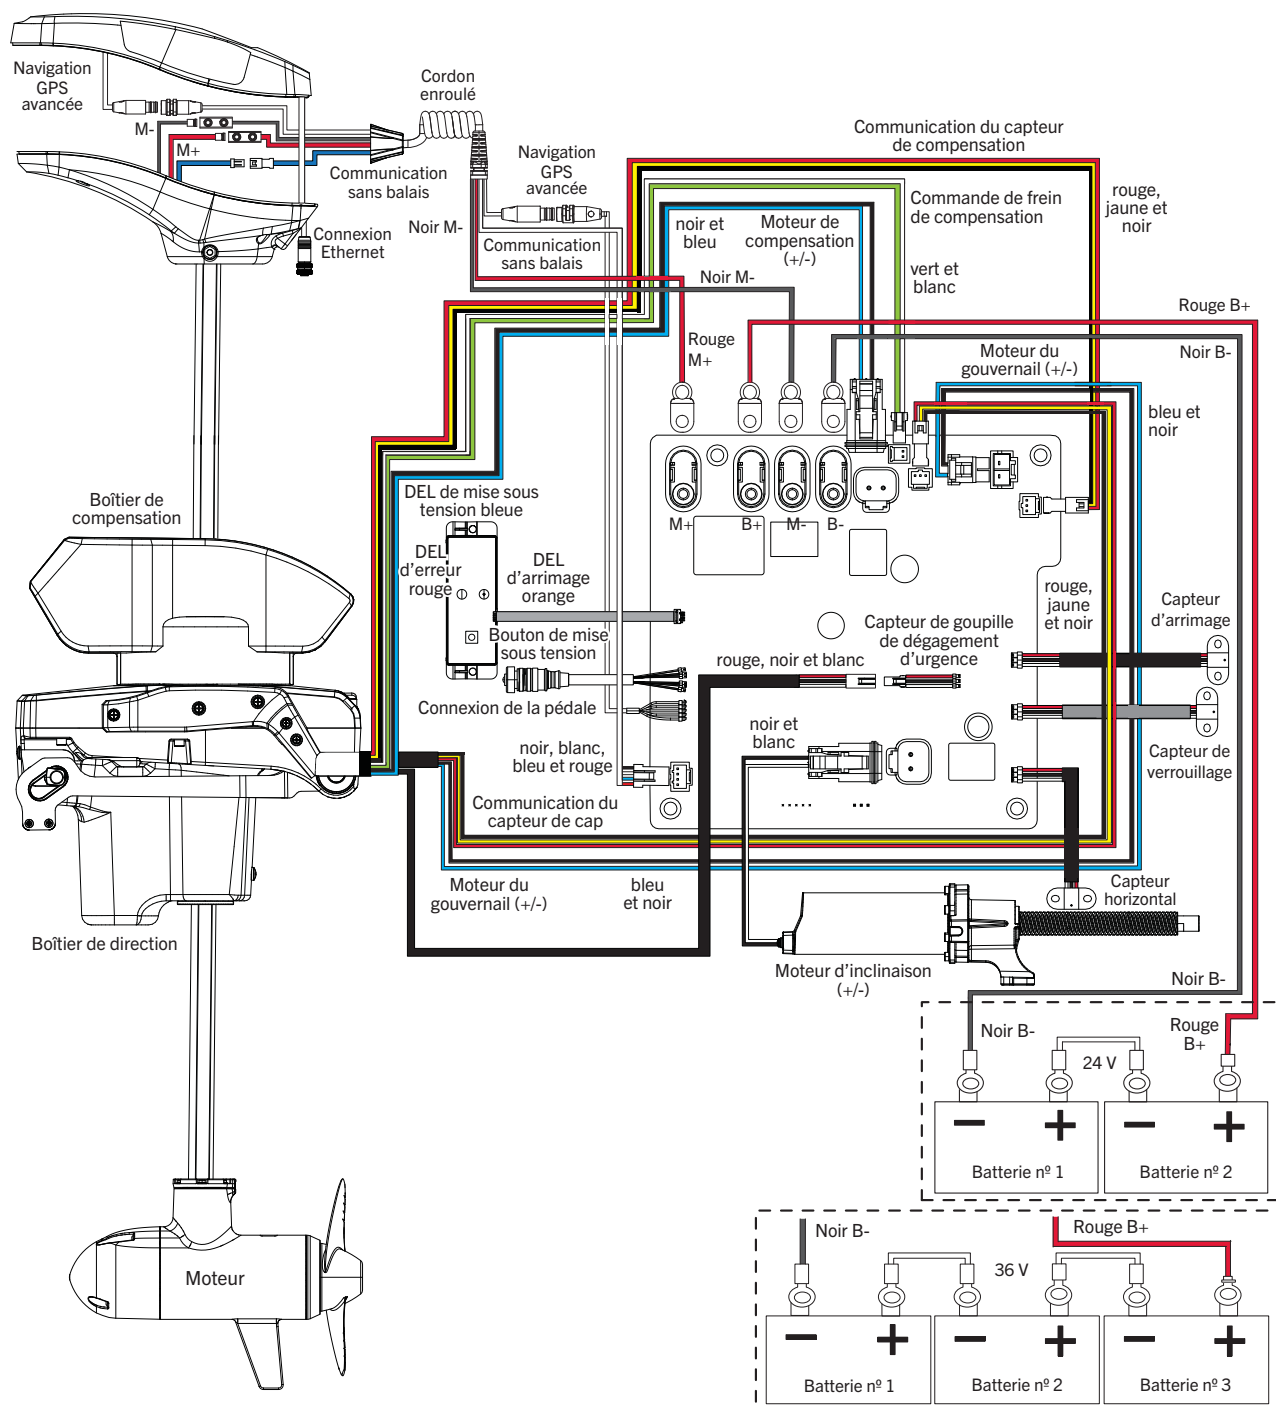 Navigation
GPS
avancée
M-
M+
Cordon
enroulé
Communication
sans balais
Connexion
Ethernet
Noir M-
Navigation
GPS
avancée
Communication
sans balais
Communication du capteur
de compensation
rouge,
jaune et
noir
Commande de frein
de compensation
noir et
bleu
Moteur de
compensation
(+/-)
vert et
blanc
Noir M-
Rouge
M+
Rouge B+
Noir B-
Moteur du
gouvernail (+/-)
bleu et
noir
M+
B+
M-
B-
Boîtier de
compensation
DEL de mise sous
tension bleue
DEL
d'erreur
rouge
DEL
d'arrimage
orange
Bouton de mise
sous tension
Connexion de la pédale
rouge, noir et blanc
Capteur de goupille
de dégagement
d'urgence
rouge,
jaune
et noir
Capteur
d'arrimage
Capteur de
verrouillage
noir et
blanc
noir, blanc,
bleu et rouge
Communication du
capteur de cap
Moteur du
gouvernail (+/-)
bleu
et noir
Capteur
horizontal
Boîtier de direction
Moteur d'inclinaison
(+/-)
Noir B-
Noir B-
Rouge
B+
24 V
Batterie nº 1
Batterie nº 2
Moteur
Noir B-
Rouge B+
36 V
Batterie nº 1
Batterie nº 2
Batterie nº 3